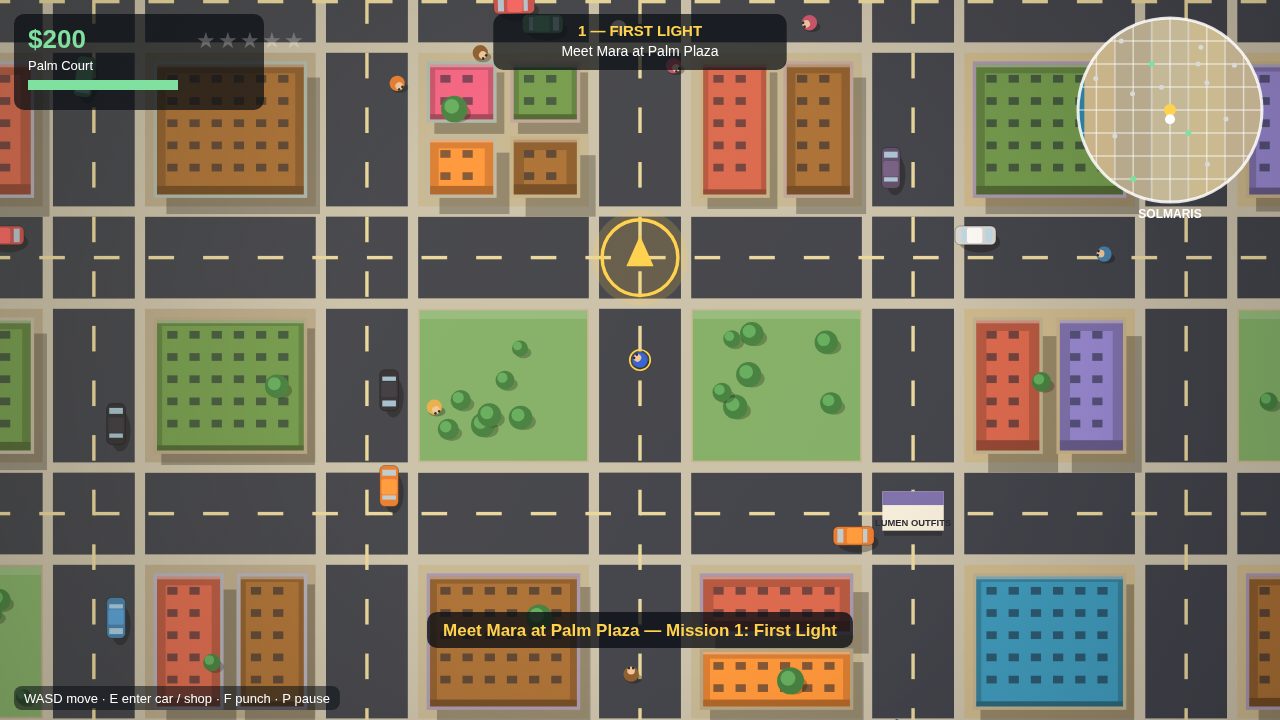 $200
Palm Court
1 — FIRST LIGHT
Meet Mara at Palm Plaza
SOLMARIS
LUMEN OUTFITS
Meet Mara at Palm Plaza — Mission 1: First Light
WASD move · E enter car / shop · F punch · P pause